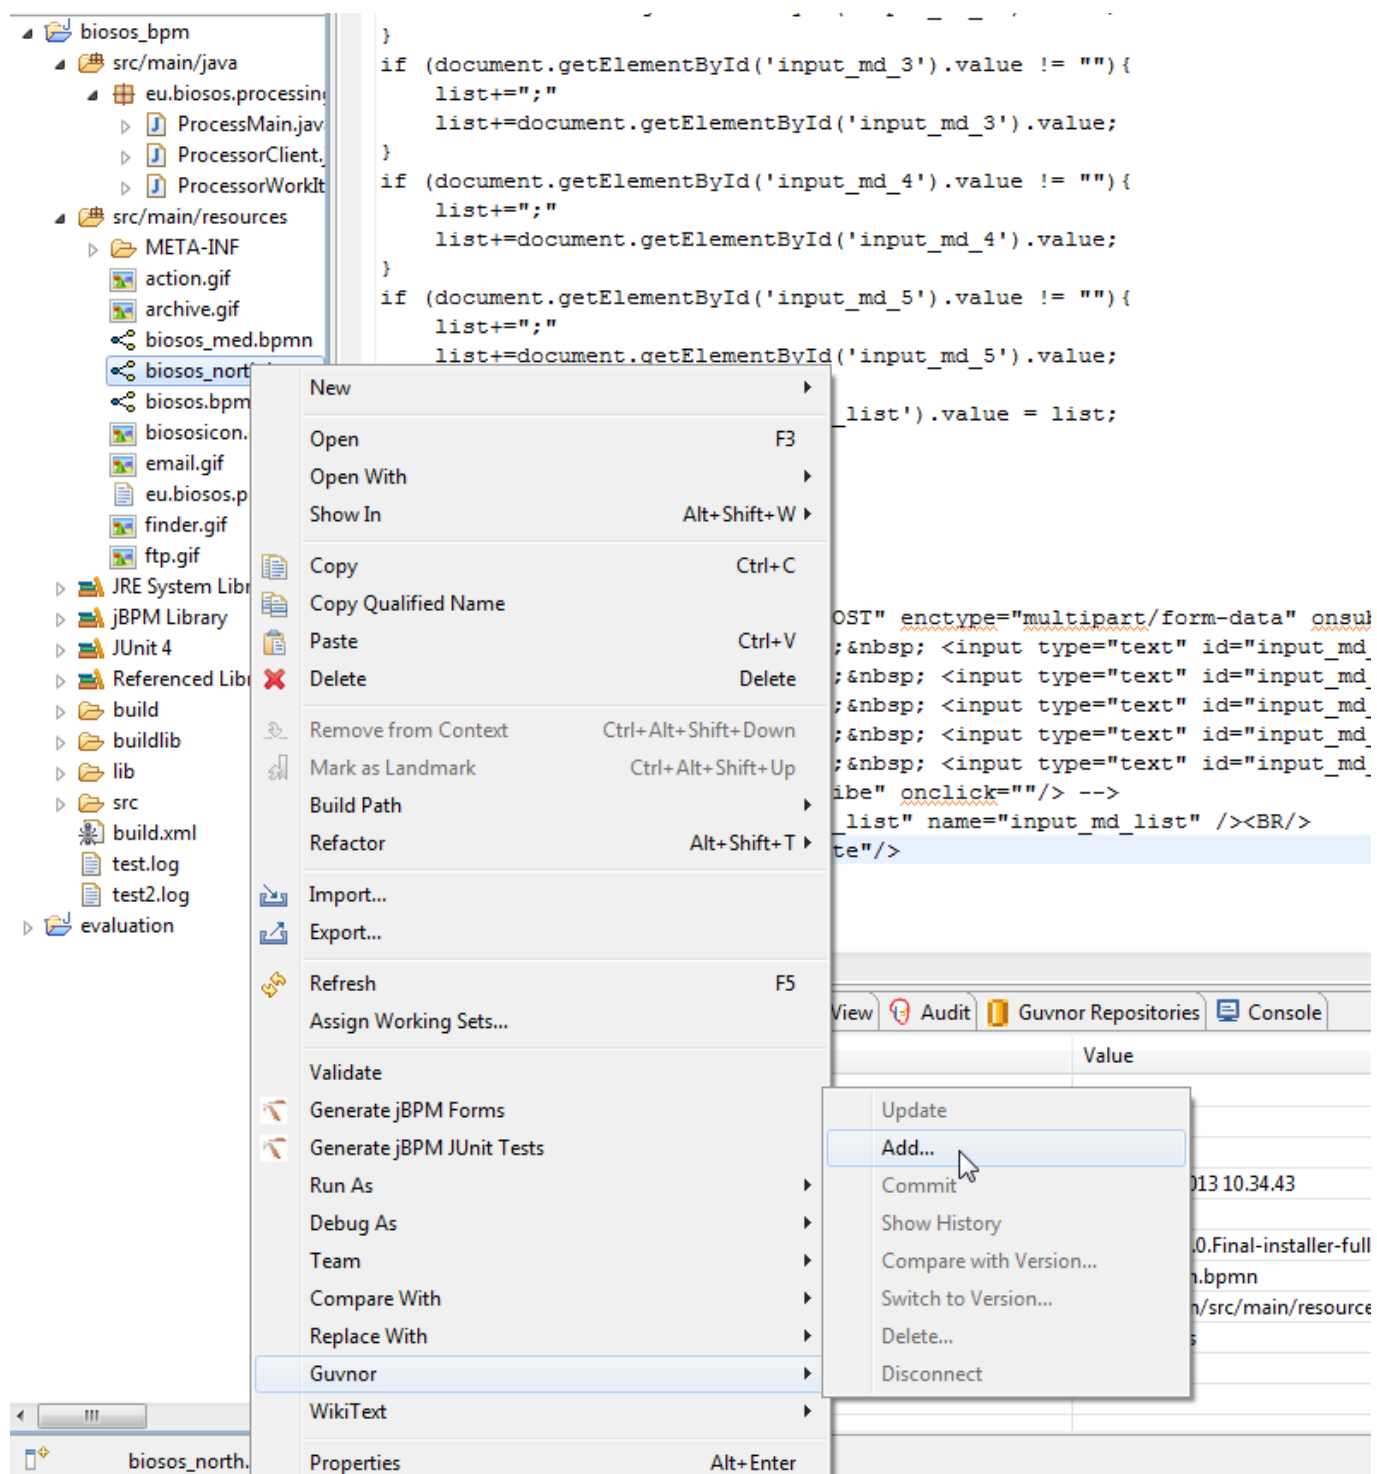 biosos_bpm
src/main/java
eu.biosos.processing
ProcessMain.jav
ProcessorClient.
ProcessorWorkIt
src/main/resources
META-INF
action.gif
archive.gif
biosos_med.bpmn
biosos_nort
biosos.bpm
biososicon.
email.gif
eu.biosos.p
finder.gif
ftp.gif
JRE System Libr
jBPM Library
JUnit 4
Referenced Libr
build
buildlib
lib
src
build.xml
test.log
test2.log
evaluation
}
if (document.getElementById('input_md_3').value != ""){
list+=";"
list+=document.getElementById('input_md_3').value;
}
if (document.getElementById('input_md_4').value != ""){
list+=";"
list+=document.getElementById('input_md_4').value;
}
if (document.getElementById('input_md_5').value != ""){
list+=";"
list+=document.getElementById('input_md_5').value;
_list').value = list;
OST" enctype="multipart/form-data" onsub
;&nbsp; <input type="text" id="input_md_
;&nbsp; <input type="text" id="input_md_
;&nbsp; <input type="text" id="input_md_
;&nbsp; <input type="text" id="input_md_
;&nbsp; <input type="text" id="input_md_
ibe" onclick=""/> -->
_list" name="input_md_list" /><BR/>
te"/>
New
Open F3
Open With
Show In Alt+Shift+W
Copy Ctrl+C
Copy Qualified Name
Paste Ctrl+V
Delete Delete
Remove from Context Ctrl+Alt+Shift+Down
Mark as Landmark Ctrl+Alt+Shift+Up
Build Path
Refactor Alt+Shift+T
Import...
Export...
Refresh F5
Assign Working Sets...
Validate
Generate jBPM Forms
Generate jBPM JUnit Tests
Run As
Debug As
Team
Compare With
Replace With
Guvnor
WikiText
Properties Alt+Enter
View Audit Guvnor Repositories Console
Value
Update
Add...
Commit
Show History
Compare with Version...
Switch to Version...
Delete...
Disconnect
013 10.34.43
.0.Final-installer-full
n.bpmn
n/src/main/resource
s
biosos_north.